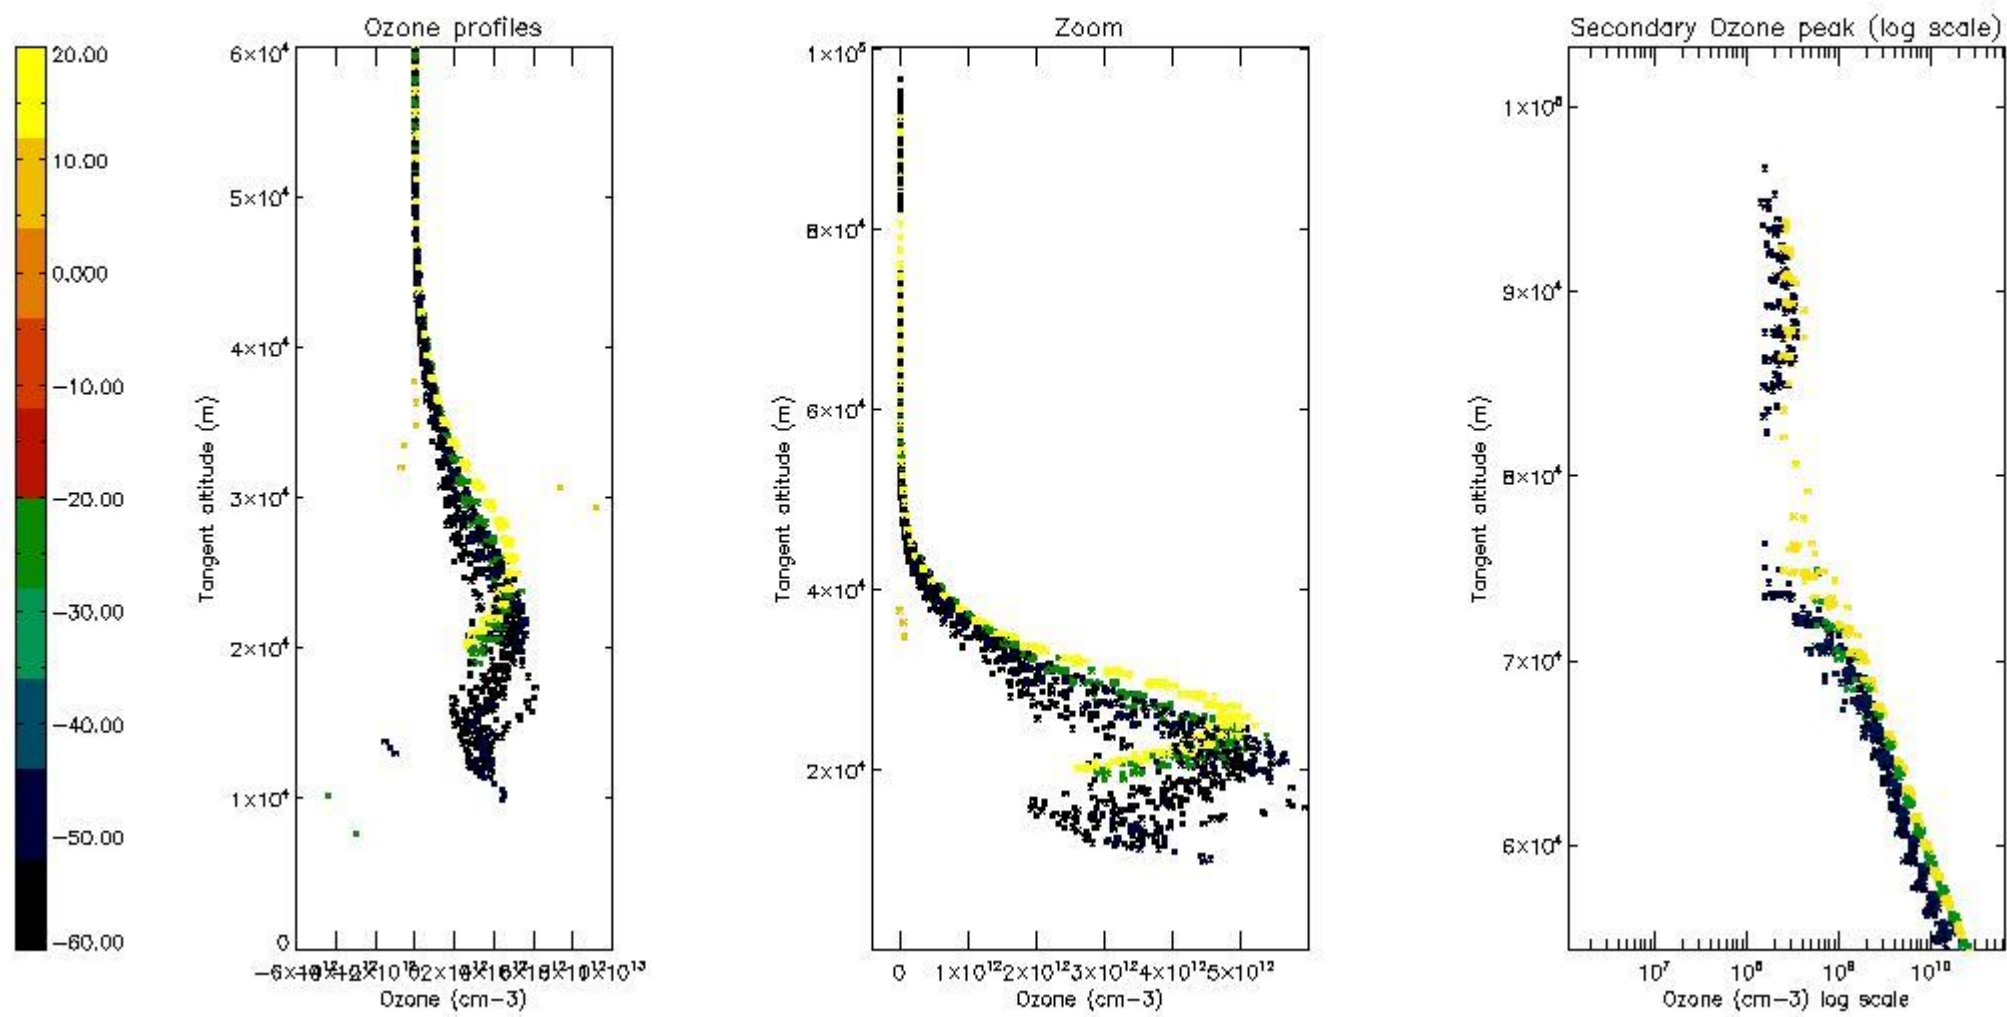 Ozone profiles
Zoom
Secondary Ozone peak (log scale)
20.00
10.00
0.000
−10.00
−20.00
−30.00
−40.00
−50.00
−60.00
6×10⁴
5×10⁴
4×10⁴
3×10⁴
2×10⁴
1×10⁴
0
Tangent altitude (m)
Ozone (cm−3)
1×10⁵
8×10⁴
6×10⁴
4×10⁴
2×10⁴
Tangent altitude (m)
0 1×10¹² 2×10¹² 3×10¹² 4×10¹² 5×10¹²
Ozone (cm−3)
9×10⁴
8×10⁴
7×10⁴
6×10⁴
Tangent altitude (m)
10⁷ 10⁸ 10⁹ 10¹⁰
Ozone (cm−3) log scale